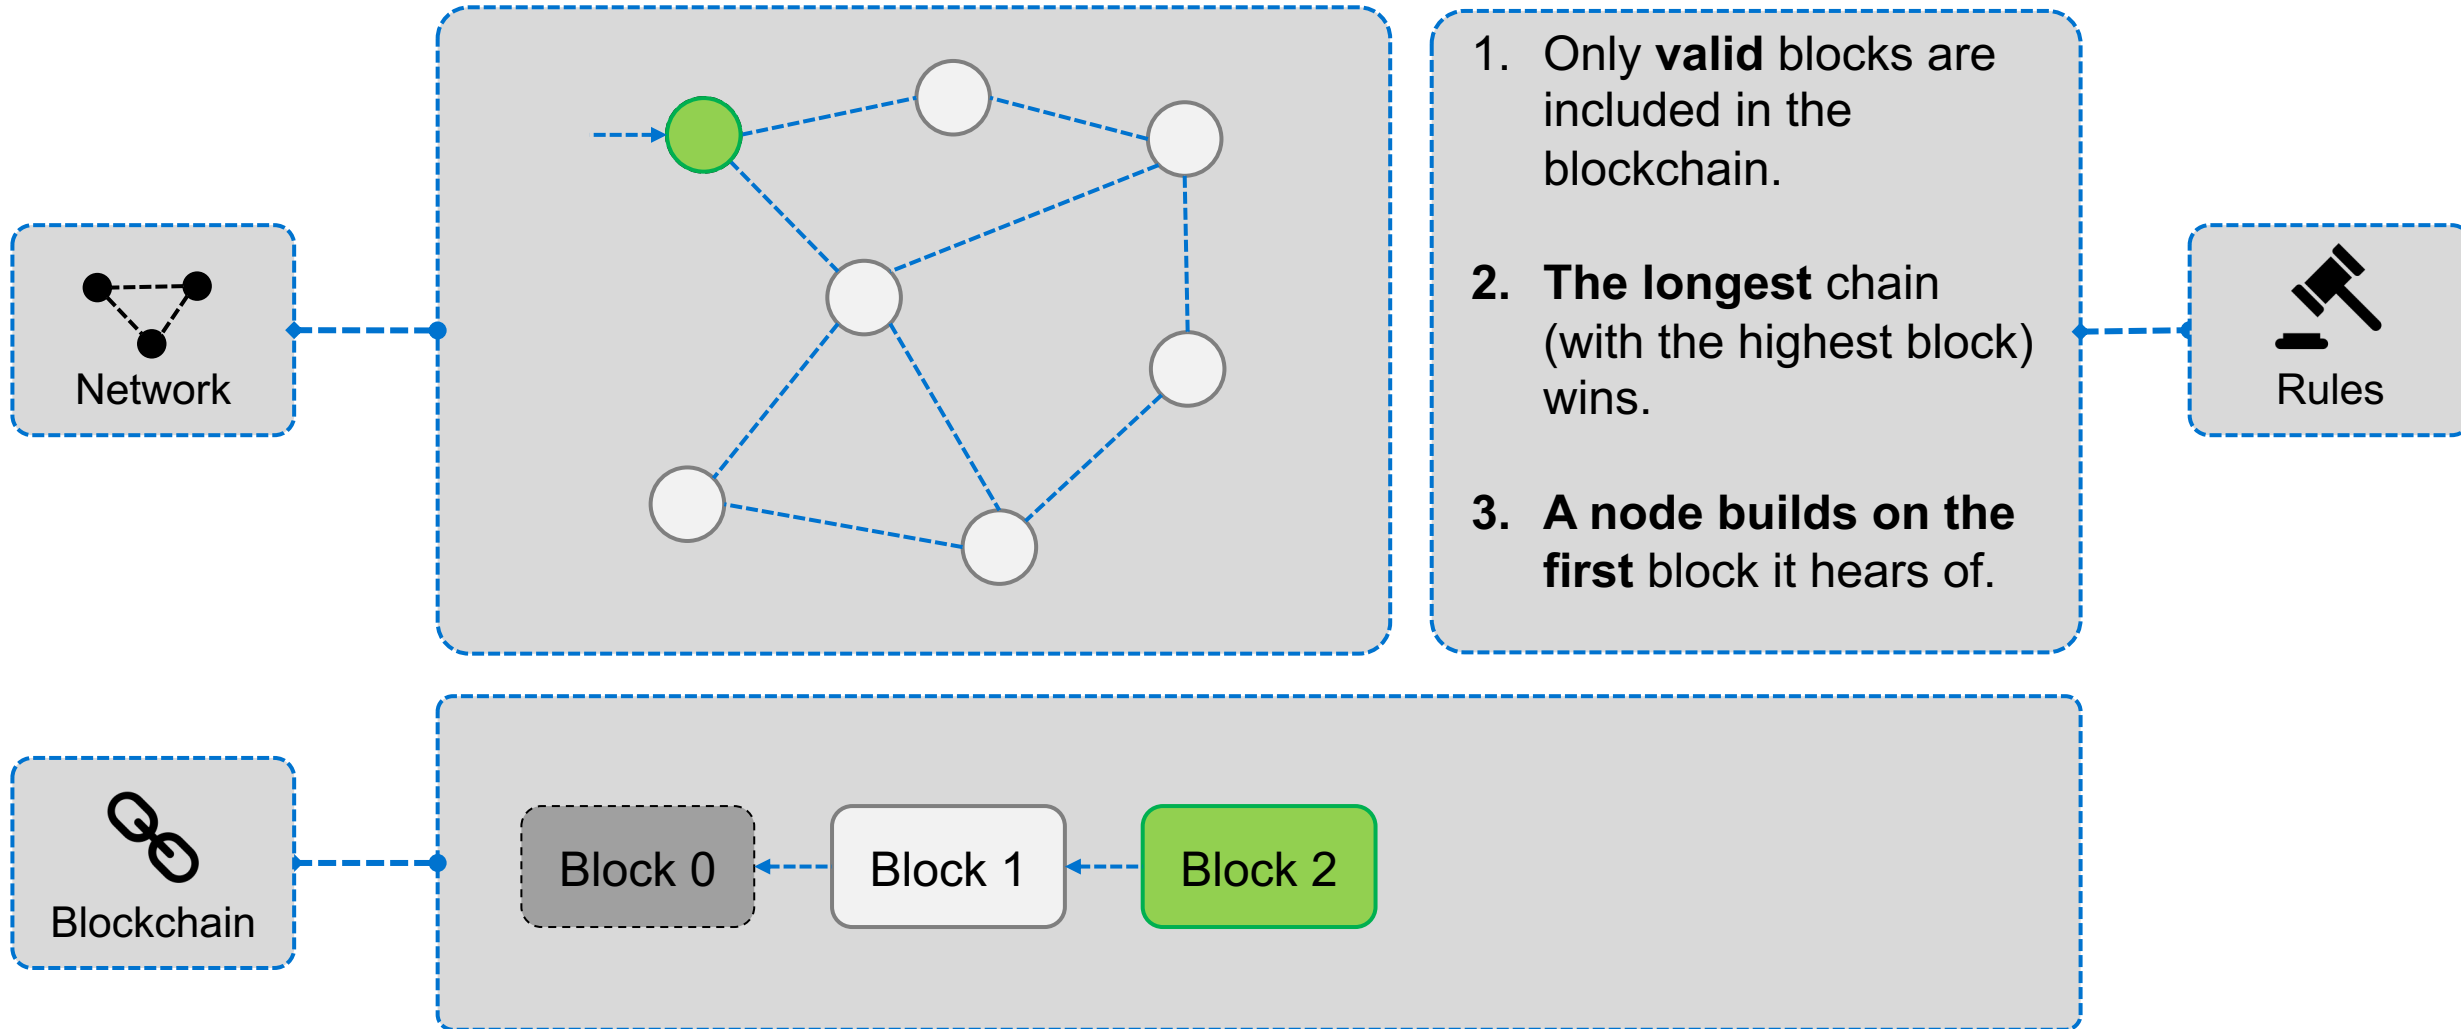 Network
1. Only valid blocks are
included in the
blockchain.
2. The longest chain
(with the highest block)
wins.
3. A node builds on the
first block it hears of.
Rules
Blockchain
Block 0
Block 1
Block 2